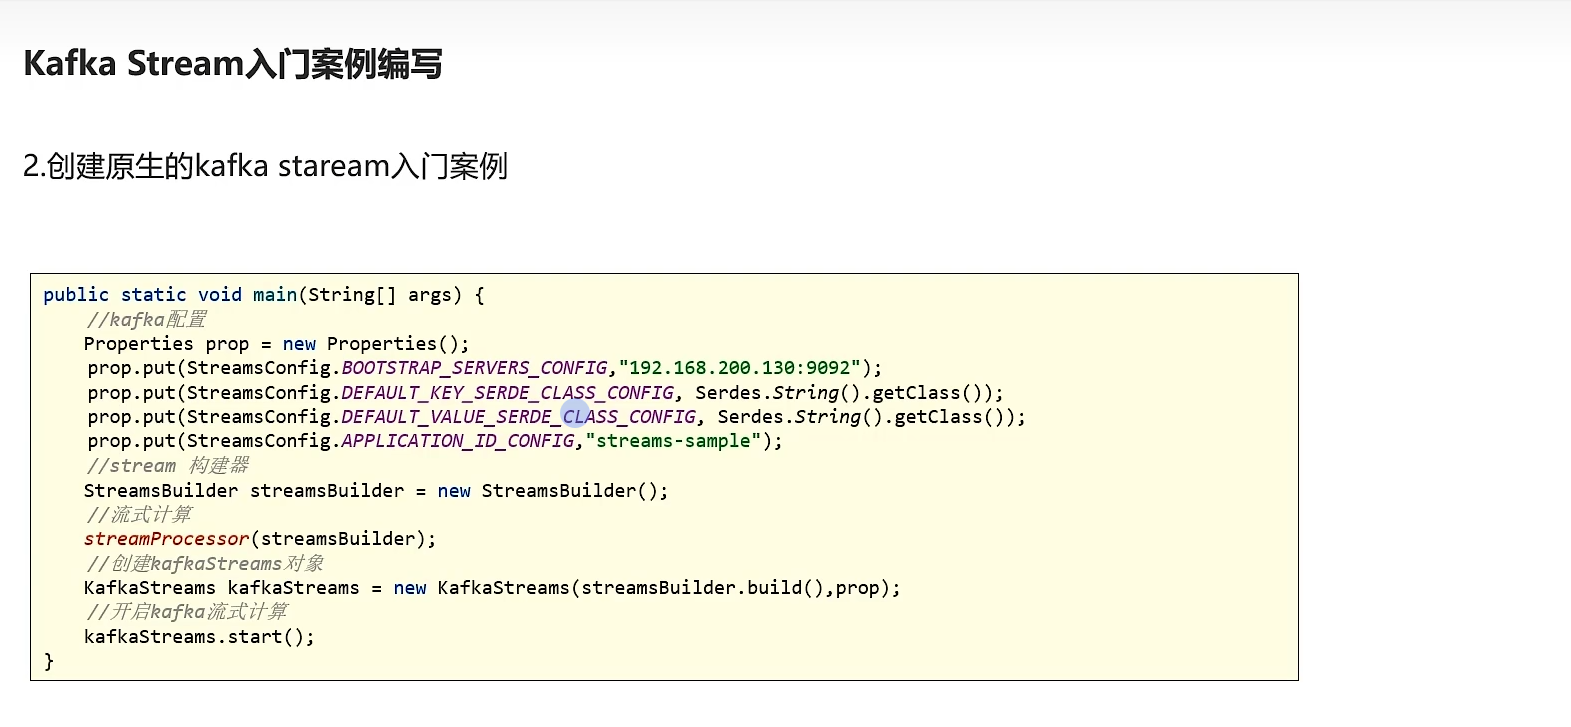 Kafka Stream入门案例编写
2.创建原生的kafka staream入门案例
public static void main(String[] args) {
//kafka配置
Properties prop = new Properties();
prop.put(StreamsConfig.BOOTSTRAP_SERVERS_CONFIG,"192.168.200.130:9092");
prop.put(StreamsConfig.DEFAULT_KEY_SERDE_CLASS_CONFIG, Serdes.String().getClass());
prop.put(StreamsConfig.DEFAULT_VALUE_SERDE_CLASS_CONFIG, Serdes.String().getClass());
prop.put(StreamsConfig.APPLICATION_ID_CONFIG,"streams-sample");
//stream 构建器
StreamsBuilder streamsBuilder = new StreamsBuilder();
//流式计算
streamProcessor(streamsBuilder);
//创建kafkaStreams对象
KafkaStreams kafkaStreams = new KafkaStreams(streamsBuilder.build(),prop);
//开启kafka流式计算
kafkaStreams.start();
}